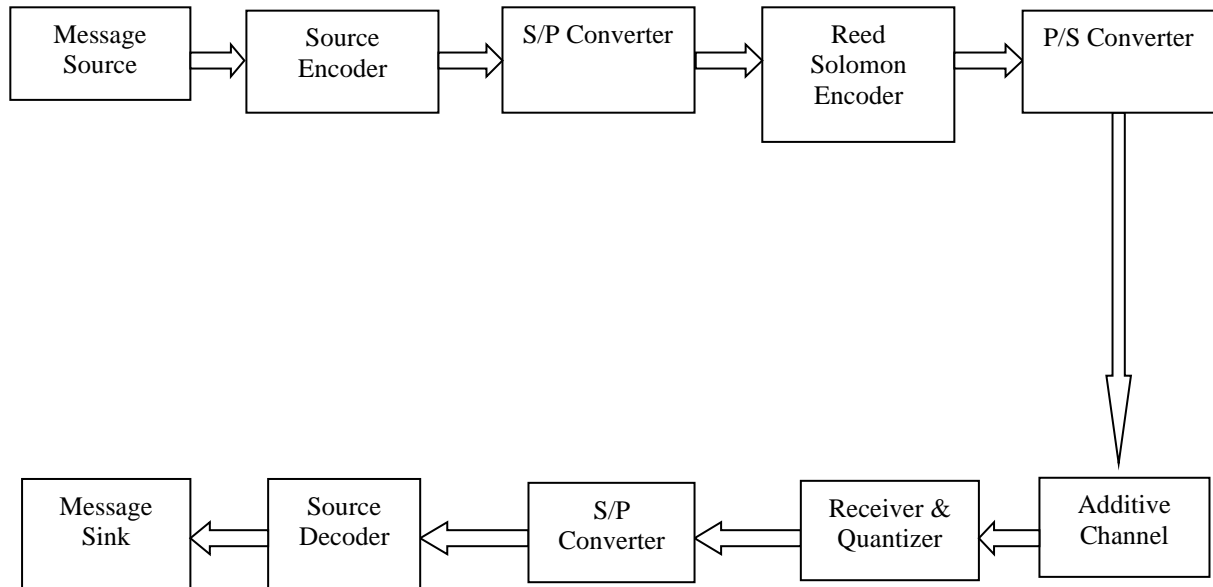 Message
Source
Source
Encoder
S/P Converter
Reed
Solomon
Encoder
P/S Converter
Message
Sink
Source
Decoder
S/P
Converter
Receiver &
Quantizer
Additive
Channel